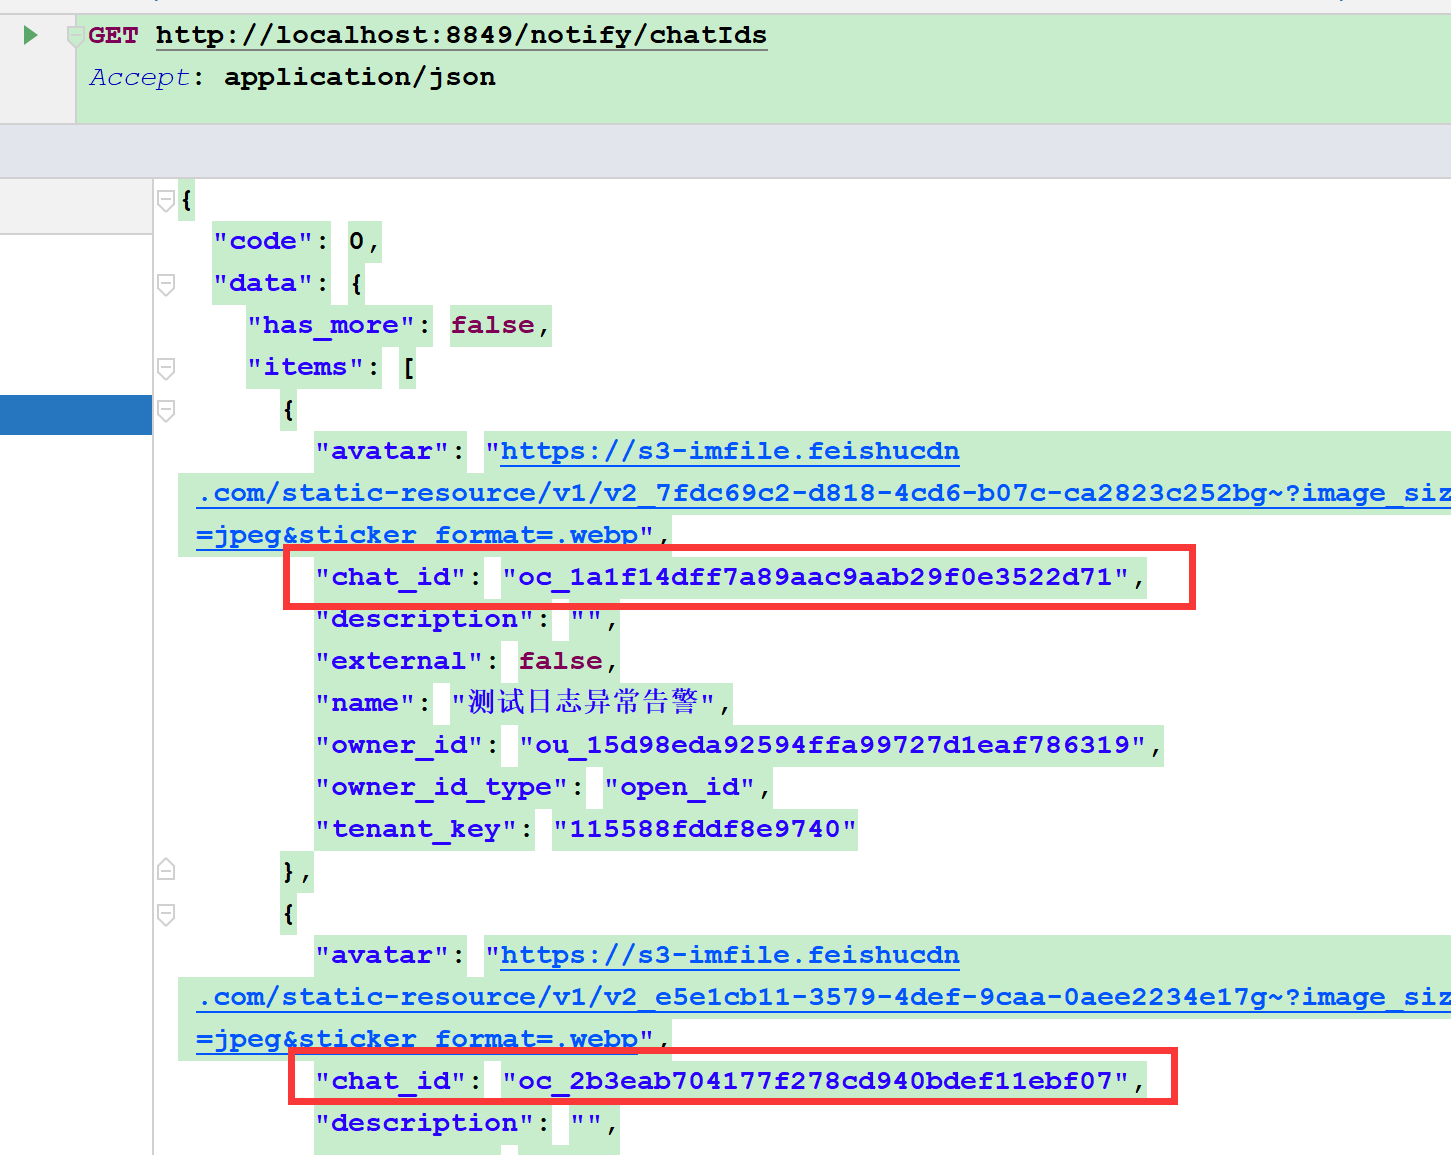 GET http://localhost:8849/notify/chatIds
Accept: application/json
{
"code": 0,
"data": {
"has_more": false,
"items": [
{
"avatar": "https://s3-imfile.feishucdn
.com/static-resource/v1/v2_7fdc69c2-d818-4cd6-b07c-ca2823c252bg~?image_siz
=jpeg&sticker_format=.webp",
"chat_id": "oc_1a1f14dff7a89aac9aab29f0e3522d71",
"description": "",
"external": false,
"name": "测试日志异常告警",
"owner_id": "ou_15d98eda92594ffa99727d1eaf786319",
"owner_id_type": "open_id",
"tenant_key": "115588fddf8e9740"
},
{
"avatar": "https://s3-imfile.feishucdn
.com/static-resource/v1/v2_e5e1cb11-3579-4def-9caa-0aee2234e17g~?image_siz
=jpeg&sticker_format=.webp",
"chat_id": "oc_2b3eab704177f278cd940bdef11ebf07",
"description": "",